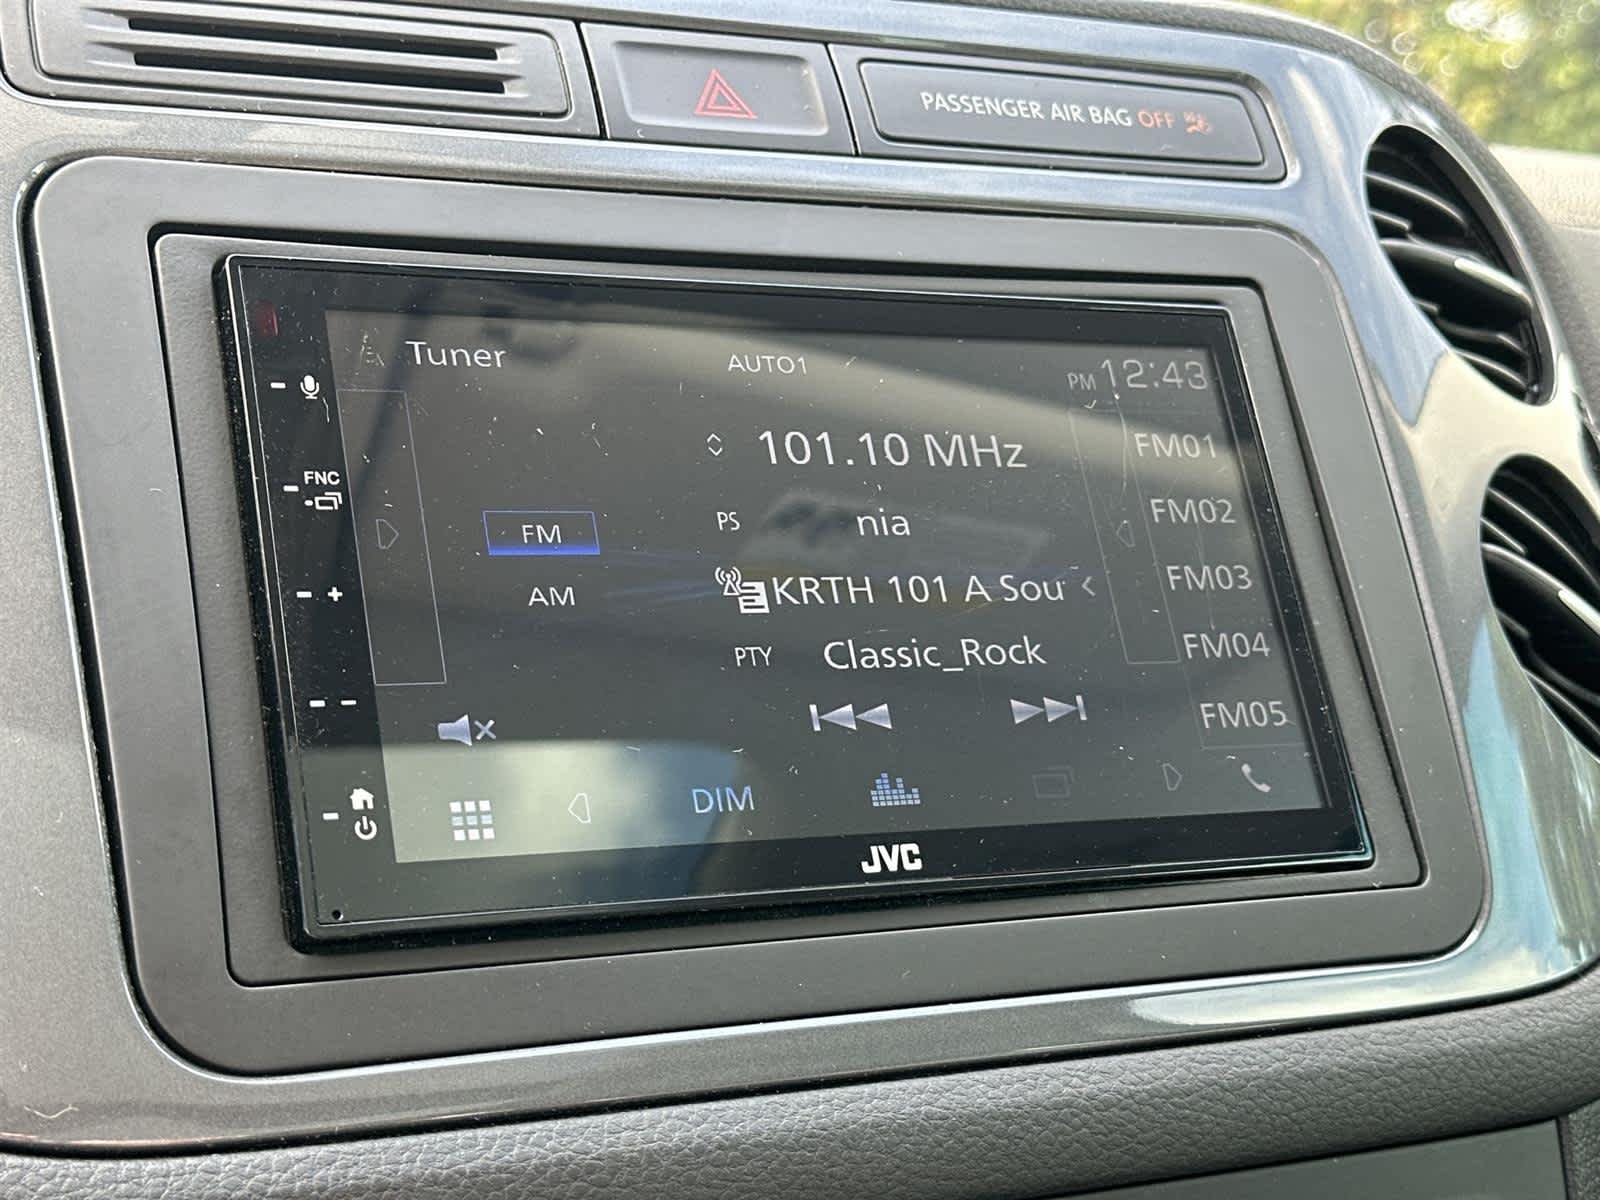 PASSENGER AIR BAG OFF
Tuner
AUTO1
PM 12:43
101.10 MHz
FM01
FNC
PS
nia
FM02
FM
KRTH 101 A Sou
FM03
AM
PTY
Classic_Rock
FM04
FM05
DIM
JVC